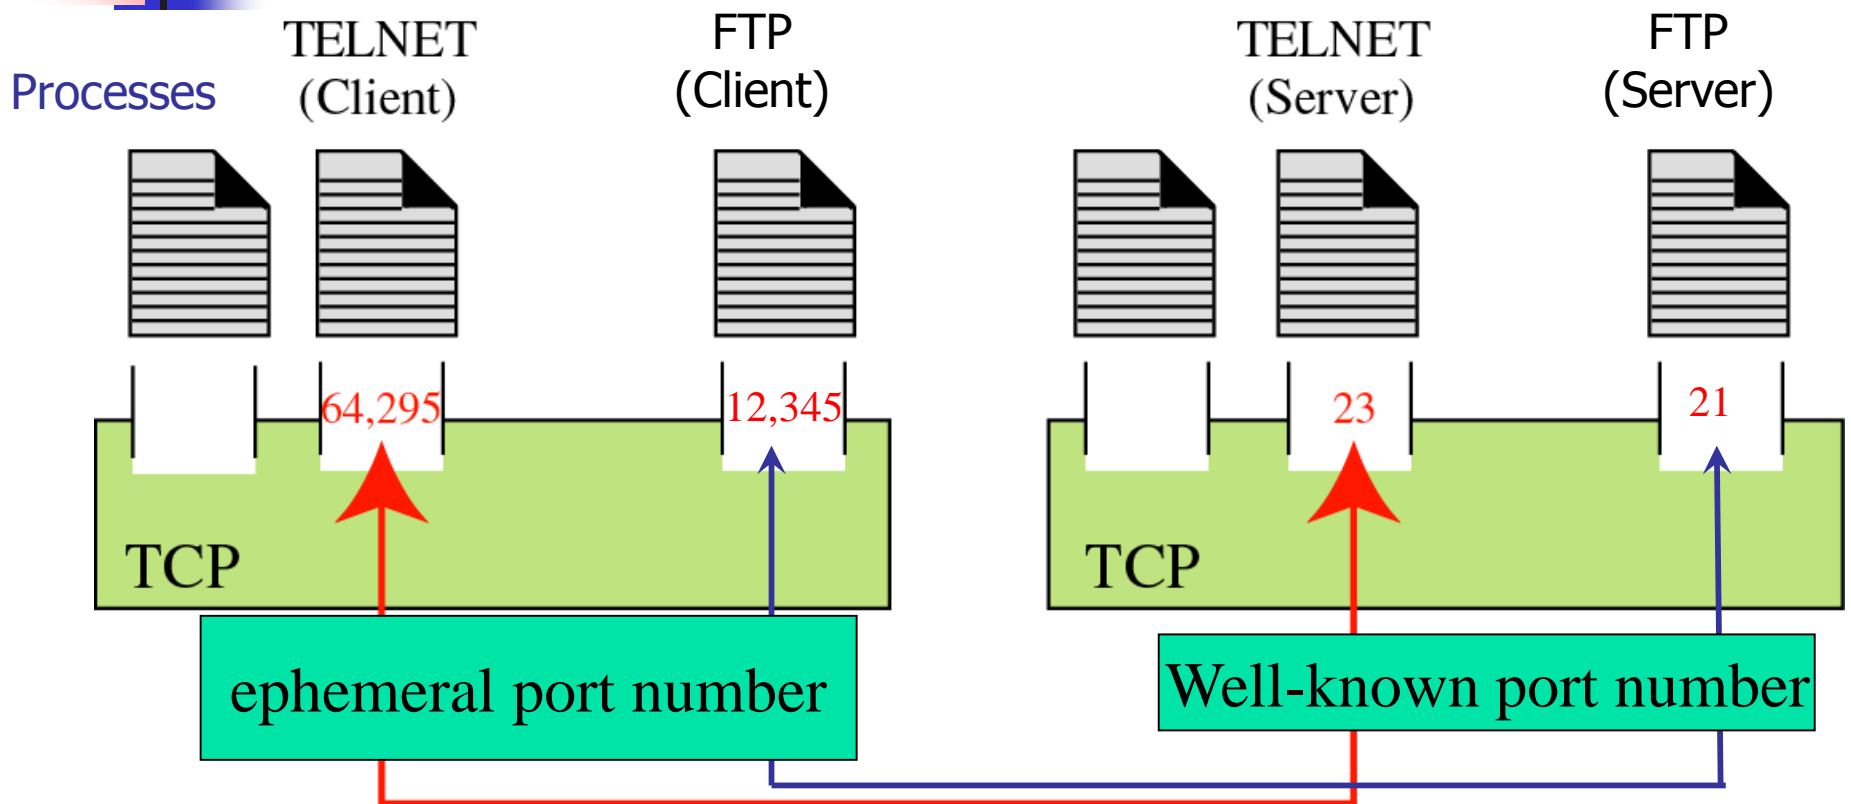 Processes
TELNET
(Client)
FTP
(Client)
TELNET
(Server)
FTP
(Server)
64,295
12,345
23
21
TCP
TCP
ephemeral port number
Well-known port number